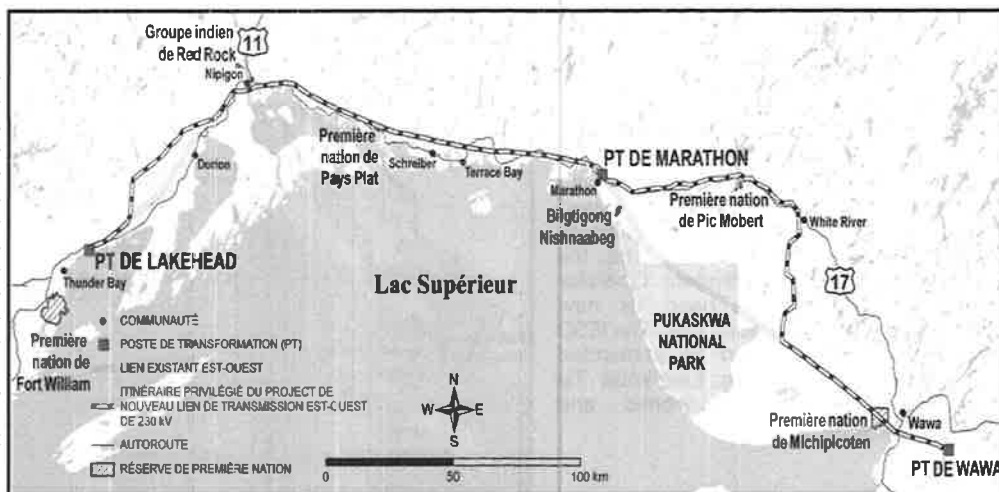 Groupe indien
de Red Rock
11
Nipigon
Dorion
Première
nation de
Pays Plat
Schreiber
Terrace Bay
PT DE MARATHON
Marathon
Biigtigong
Nishnaabeg
Première nation
de Pic Mobert
White River
17
PT DE LAKEHEAD
Thunder Bay
Lac Supérieur
PUKASKWA
NATIONAL
PARK
Première
nation de
Fort William
COMMUNAUTÉ
POSTE DE TRANSFORMATION (PT)
LIEN EXISTANT EST-OUEST
ITINÉRAIRE PRIVILÉGIÉ DU PROJECT DE
NOUVEAU LIEN DE TRANSMISSION EST-OUEST
DE 230 kV
AUTOROUTE
RÉSERVE DE PREMIÈRE NATION
N
W E
S
0 50 100 km
Première nation
de Michipicoten
Wawa
PT DE WAWA